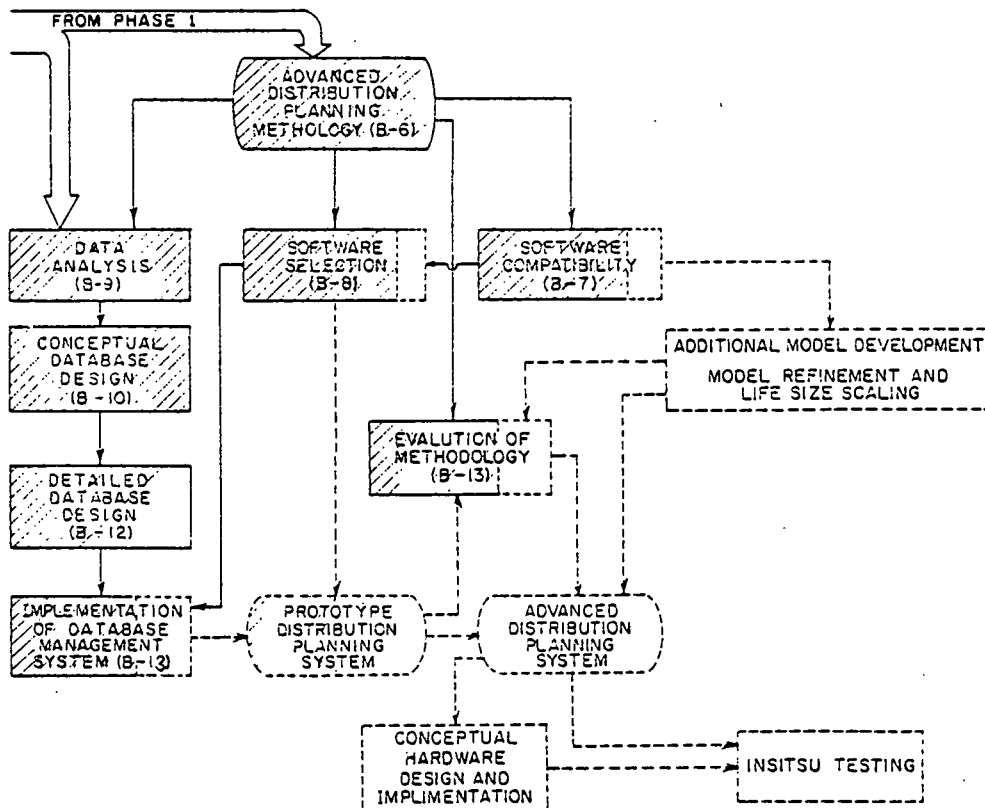 FROM PHASE 1
ADVANCED
DISTRIBUTION
PLANNING
METHOLOGY (B-6)
DATA
ANALYSIS
(B-9)
SOFTWARE
SELECTION
(B-8)
SOFTWARE
COMPATIBILITY
(B-7)
CONCEPTUAL
DATABASE
DESIGN
(B-10)
ADDITIONAL MODEL DEVELOPMENT
MODEL REFINEMENT AND
LIFE SIZE SCALING
EVALUTION OF
METHODOLOGY
(B-13)
DETAILED
DATABASE
DESIGN
(B-12)
IMPLEMENTATION
OF DATABASE
MANAGEMENT
SYSTEM (B-13)
PROTOTYPE
DISTRIBUTION
PLANNING
SYSTEM
ADVANCED
DISTRIBUTION
PLANNING
SYSTEM
CONCEPTUAL
HARDWARE
DESIGN AND
IMPLIMENTATION
INSITSU TESTING